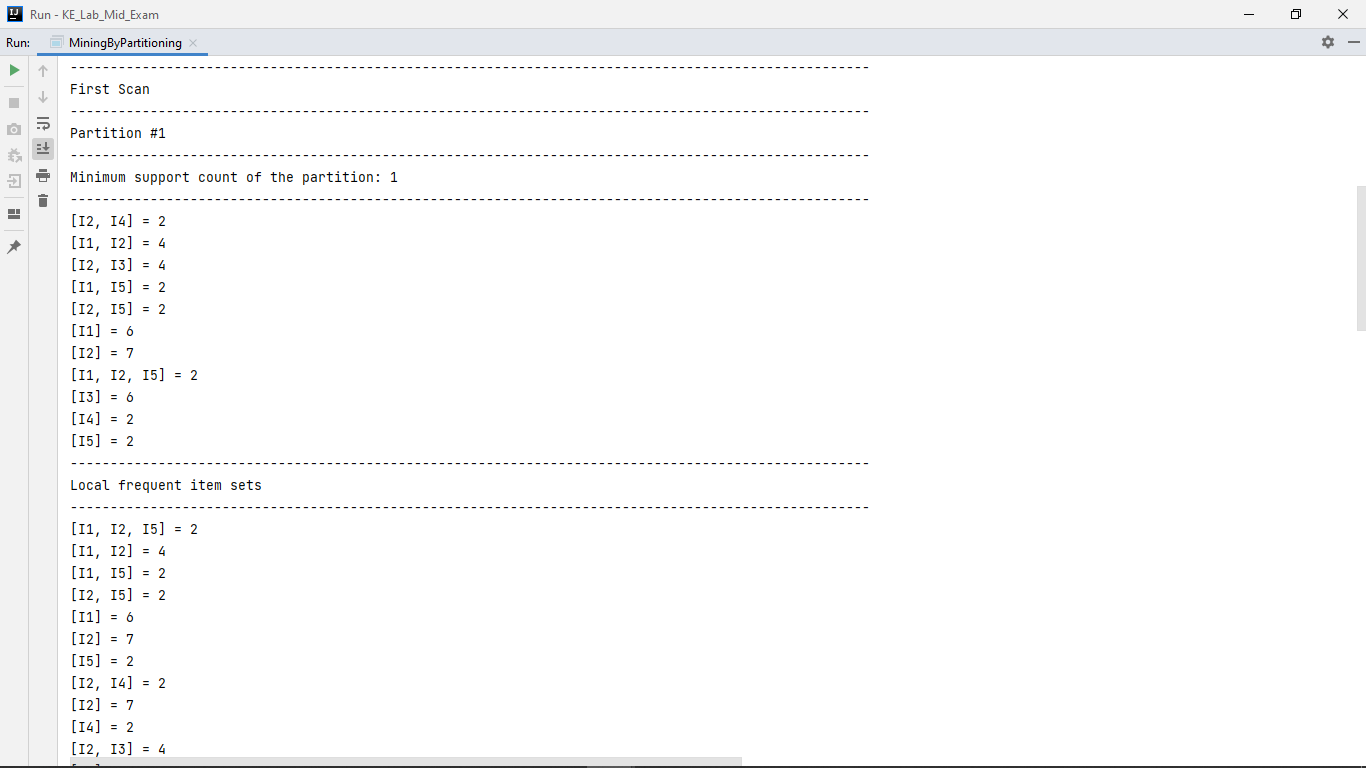 Run - KE_Lab_Mid_Exam
Run: MiningByPartitioning
----------------------------------------------------------------------------------------------------
First Scan
----------------------------------------------------------------------------------------------------
Partition #1
----------------------------------------------------------------------------------------------------
Minimum support count of the partition: 1
----------------------------------------------------------------------------------------------------
[I2, I4] = 2
[I1, I2] = 4
[I2, I3] = 4
[I1, I5] = 2
[I2, I5] = 2
[I1] = 6
[I2] = 7
[I1, I2, I5] = 2
[I3] = 6
[I4] = 2
[I5] = 2
----------------------------------------------------------------------------------------------------
Local frequent item sets
----------------------------------------------------------------------------------------------------
[I1, I2, I5] = 2
[I1, I2] = 4
[I1, I5] = 2
[I2, I5] = 2
[I1] = 6
[I2] = 7
[I5] = 2
[I2, I4] = 2
[I2] = 7
[I4] = 2
[I2, I3] = 4